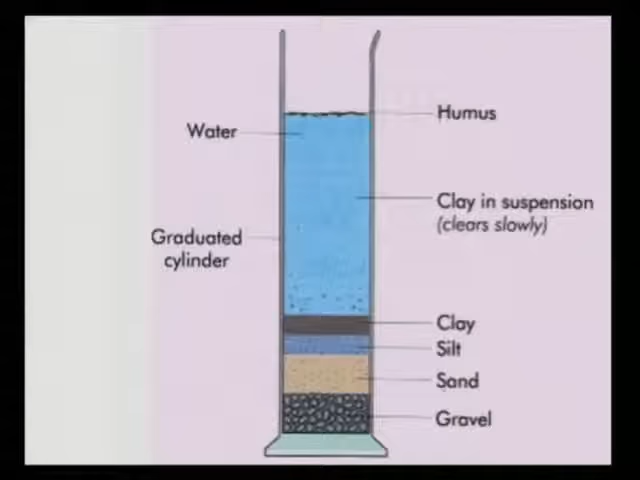 Humus
Water
Clay in suspension
(clears slowly)
Graduated
cylinder
Clay
Silt
Sand
Gravel